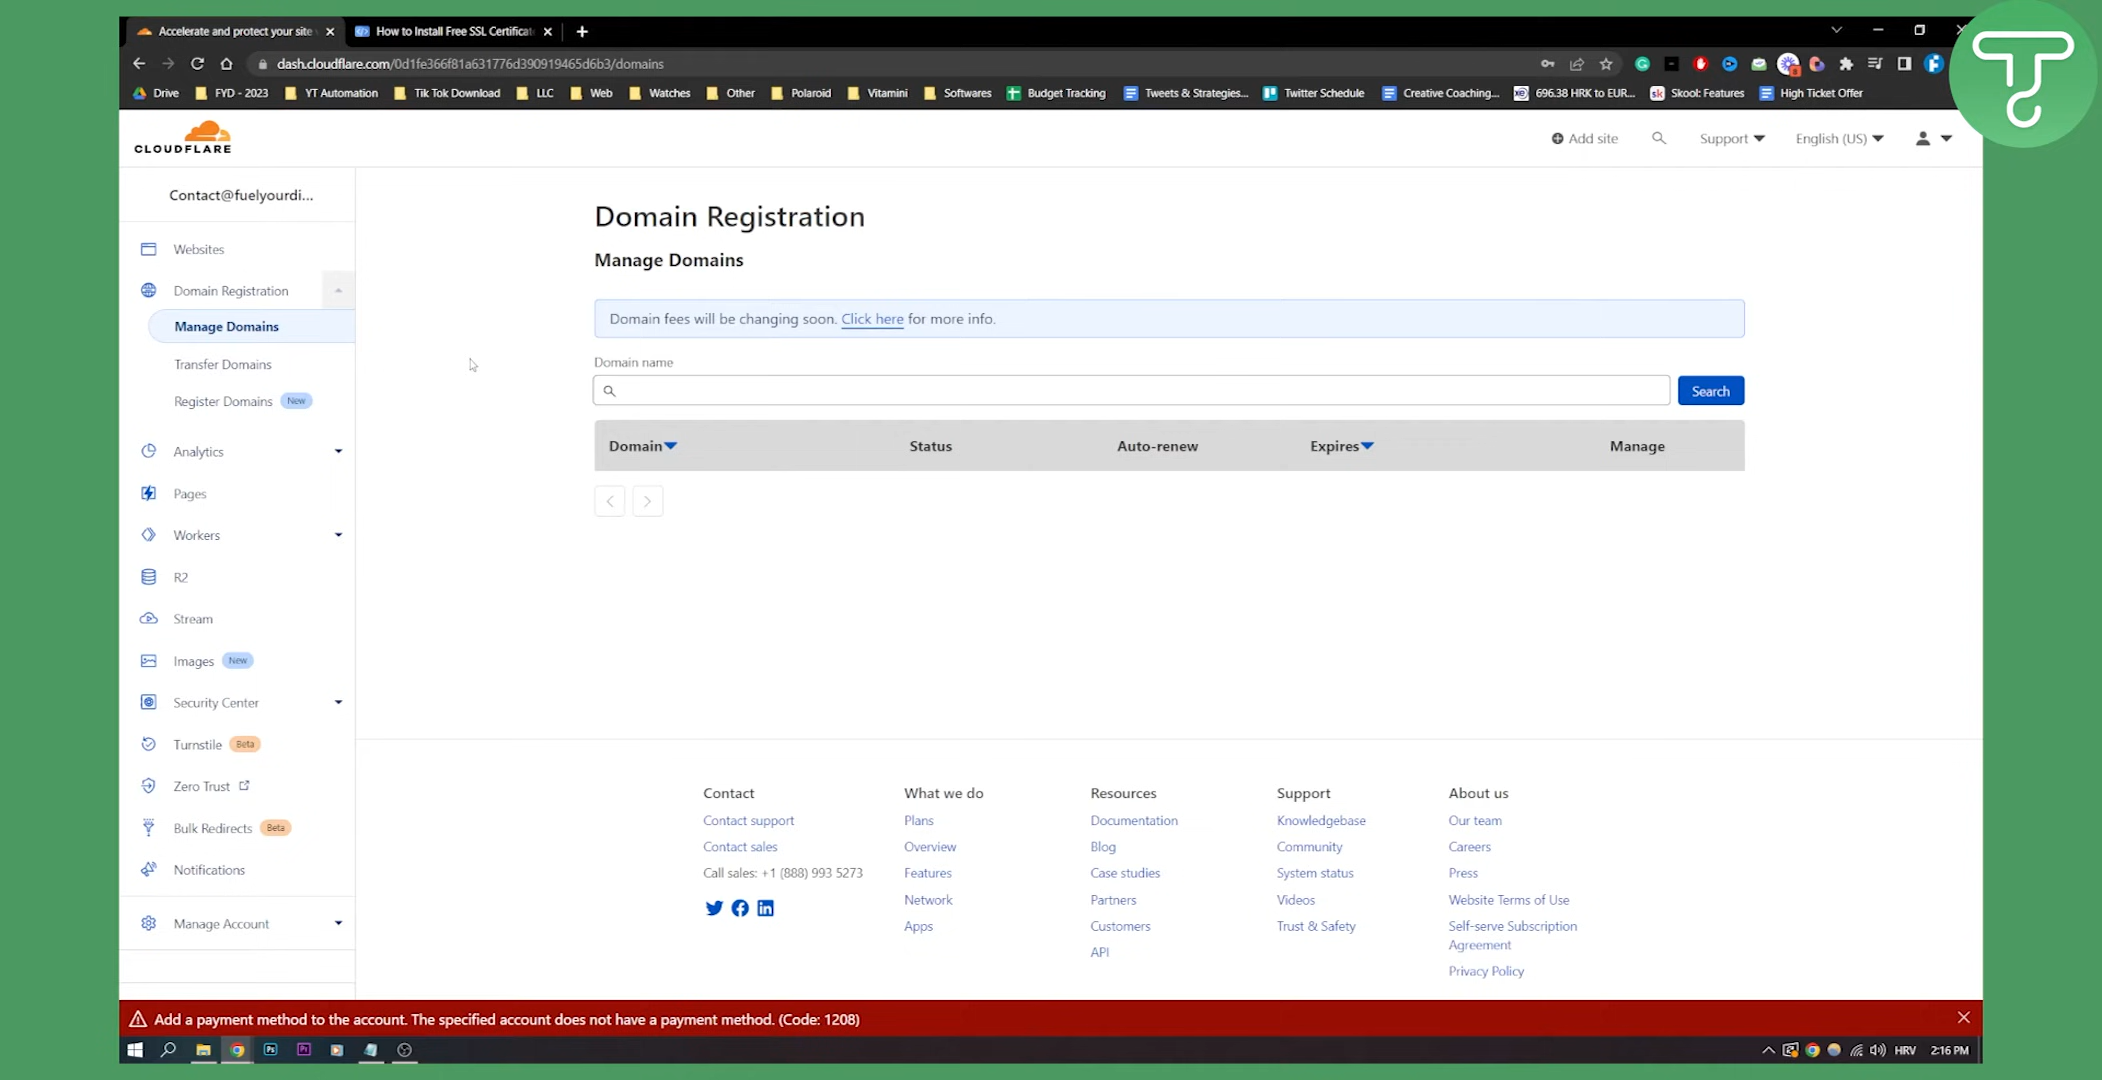 Accelerate and protect your site
How to Install Free SSL Certificat
dash.cloudflare.com/0d1fe366f81a631776d390919465d6b3/domains
Drive FYD - 2023 YT Automation Tik Tok Download LLC Web Watches Other Polaroid Vitamini Softwares Budget Tracking Tweets & Strategies... Twitter Schedule Creative Coaching,... 696.38 HRK to EUR... Skool: Features High Ticket Offer
CLOUDFLARE
Add site Support English (US)
Contact@fuelyourdi...
Websites
Domain Registration
Manage Domains
Transfer Domains
Register Domains New
Analytics
Pages
Workers
R2
Stream
Images New
Security Center
Turnstile Beta
Zero Trust
Bulk Redirects Beta
Notifications
Manage Account
Domain Registration
Manage Domains
Domain fees will be changing soon. Click here for more info.
Domain name
Search
Domain Status Auto-renew Expires Manage
Contact
Contact support
Contact sales
Call sales: +1 (888) 993 5273
What we do
Plans
Overview
Features
Network
Apps
Resources
Documentation
Blog
Case studies
Partners
Customers
API
Support
Knowledgebase
Community
System status
Videos
Trust & Safety
About us
Our team
Careers
Press
Website Terms of Use
Self-serve Subscription
Agreement
Privacy Policy
Add a payment method to the account. The specified account does not have a payment method. (Code: 1208)
Ps Pr
HRV 2:16 PM